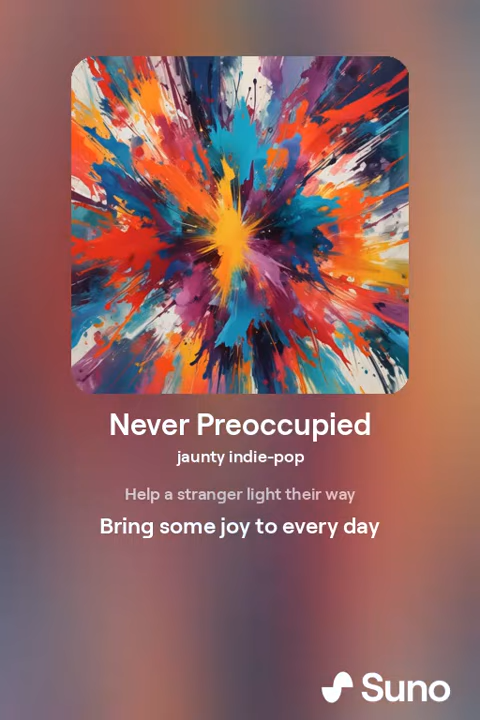 Never Preoccupied
jaunty indie-pop
Help a stranger light their way
Bring some joy to every day
Suno